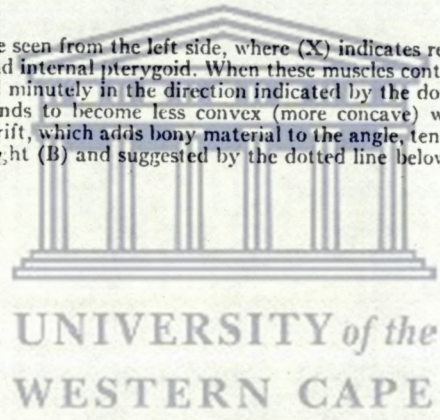 e seen from the left side, where (X) indicates re
d internal pterygoid. When these muscles cont
minutely in the direction indicated by the do
nds to become less convex (more concave) w
rift, which adds bony material to the angle, ten
ht (B) and suggested by the dotted line below
UNIVERSITY of the
WESTERN CAPE